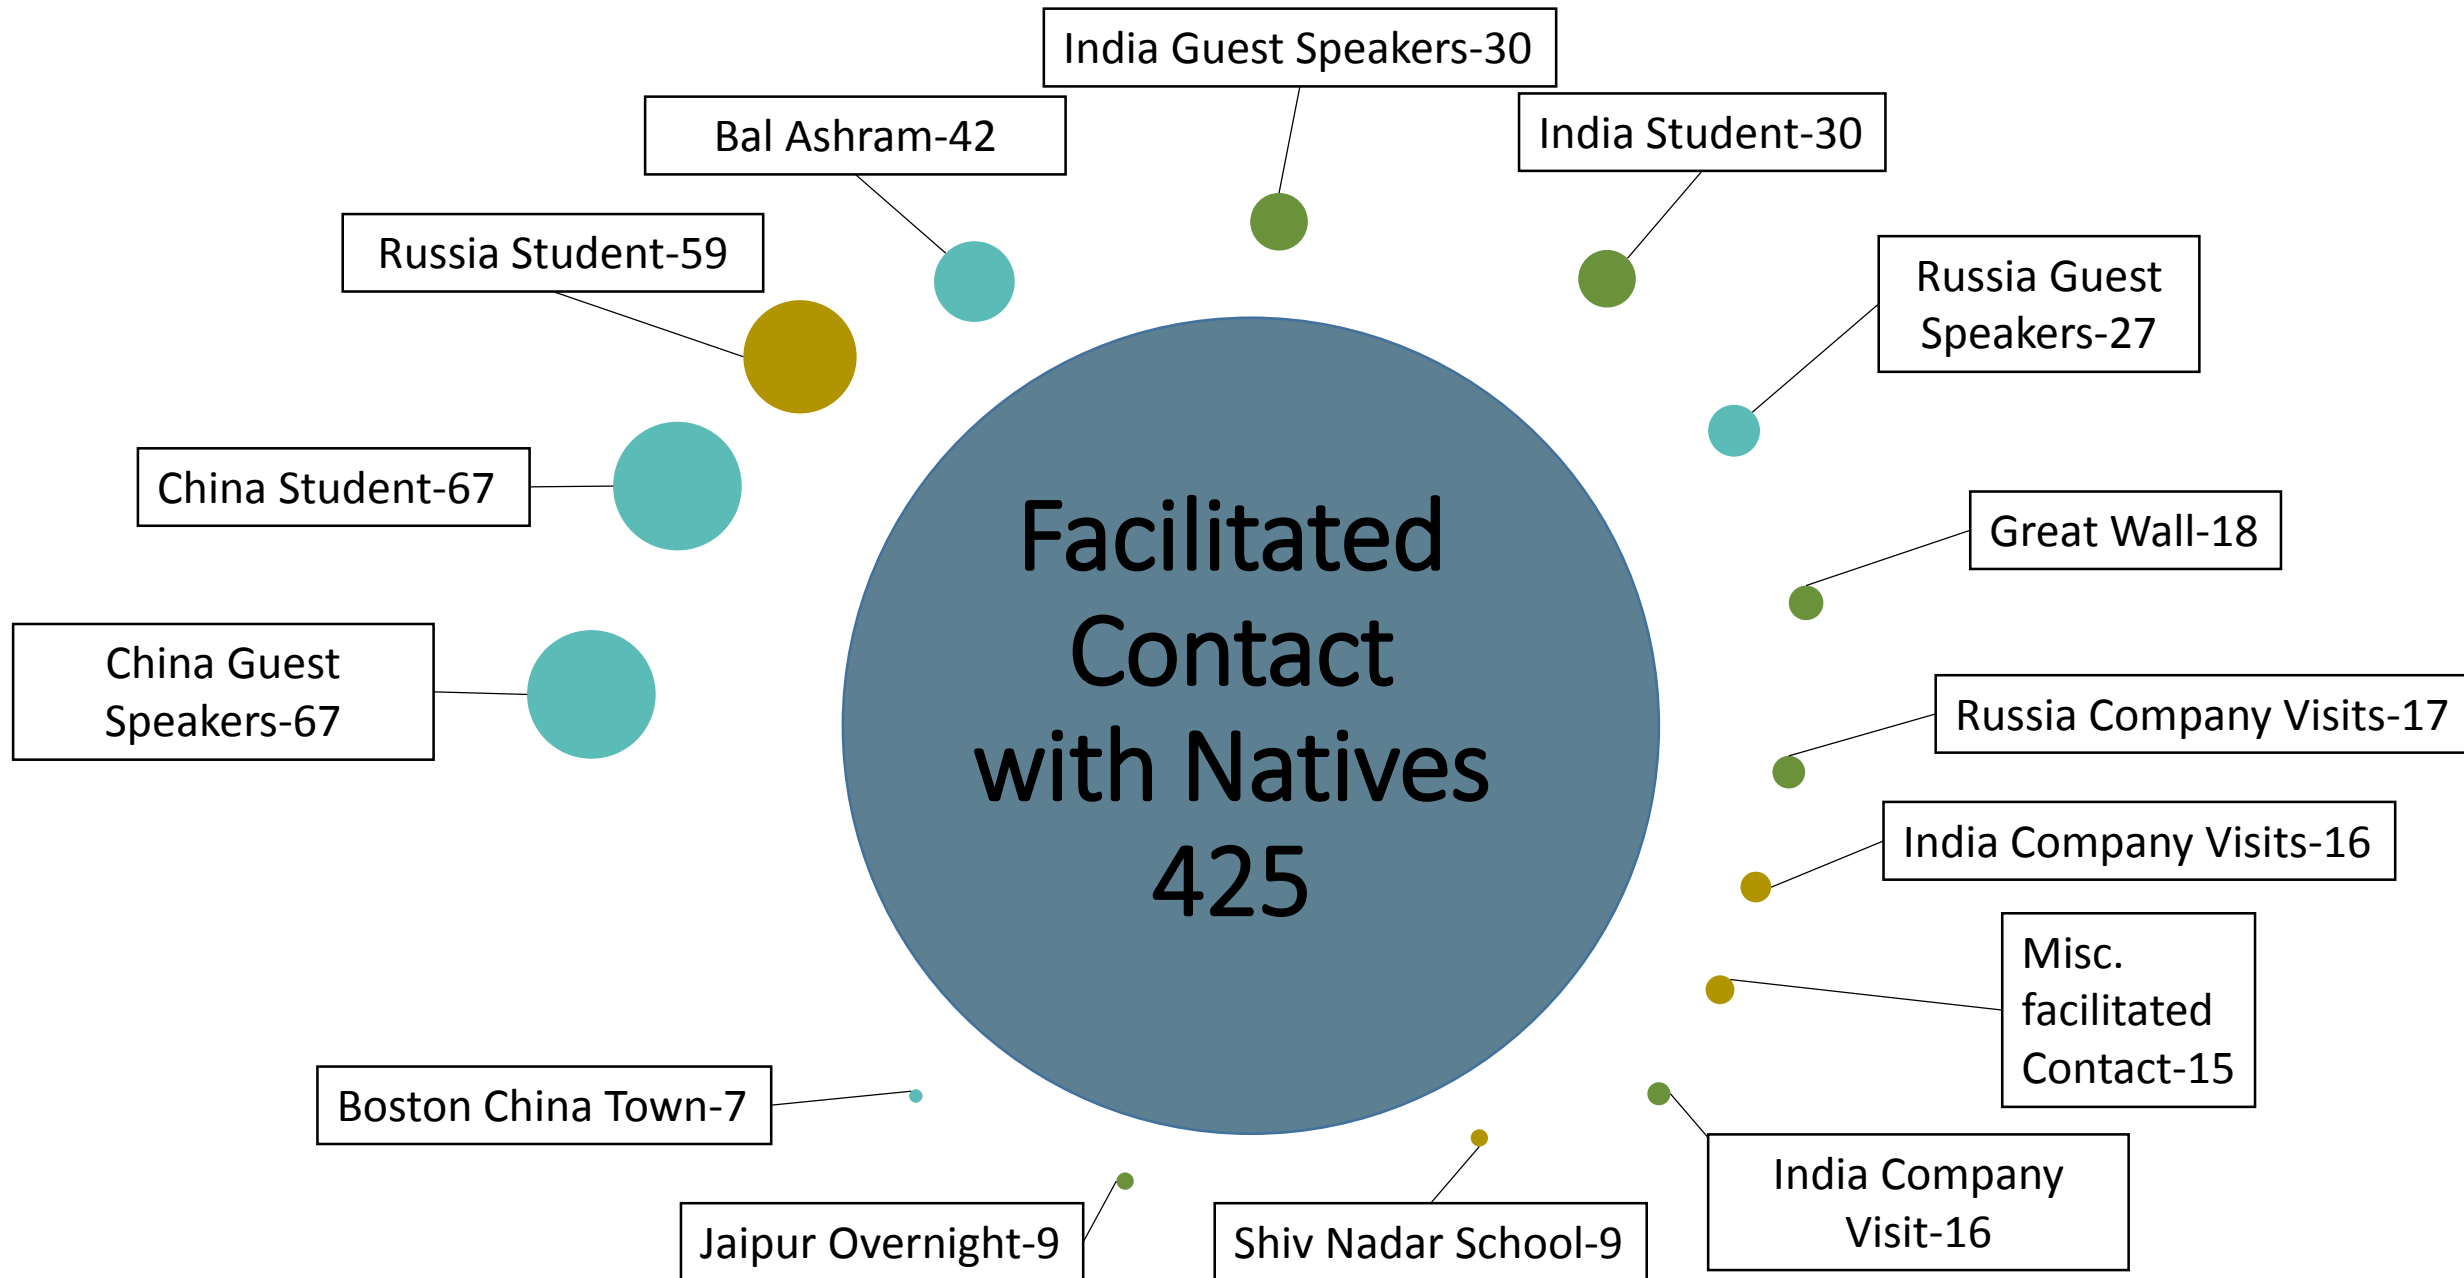 India Guest Speakers-30
Bal Ashram-42
India Student-30
Russia Student-59
Russia Guest
Speakers-27
China Student-67
Great Wall-18
China Guest
Speakers-67
Facilitated
Contact
with Natives
425
Russia Company Visits-17
India Company Visits-16
Misc.
facilitated
Contact-15
Boston China Town-7
India Company
Visit-16
Jaipur Overnight-9
Shiv Nadar School-9